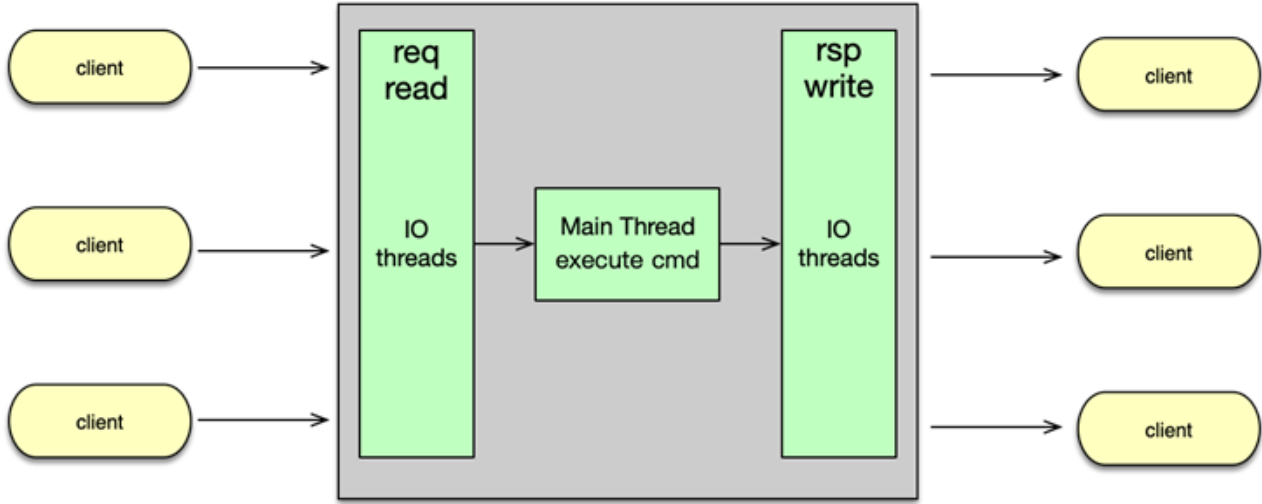 client
client
client
req
read
IO
threads
Main Thread
execute cmd
rsp
write
IO
threads
client
client
client